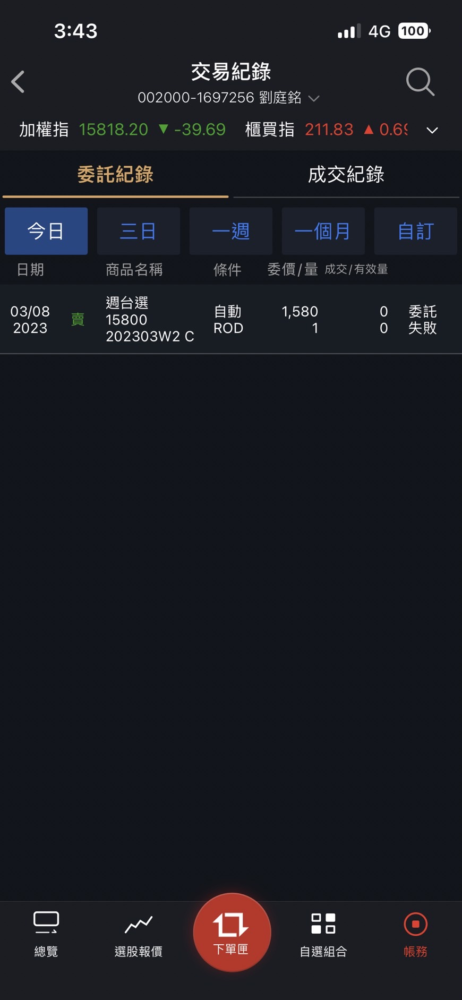 3:43 4G 100
交易紀錄
002000-1697256 劉庭銘
加權指 15818.20 ▼ -39.69 櫃買指 211.83 ▲ 0.69
委託紀錄 成交紀錄
今日 三日 一週 一個月 自訂
日期 商品名稱 條件 委價/量 成交/有效量
03/08 2023 賣 週台選 15800 202303W2 C 自動 ROD 1,580 1 0 0 委託 失敗
總覽 選股報價 下單匣 自選組合 帳務